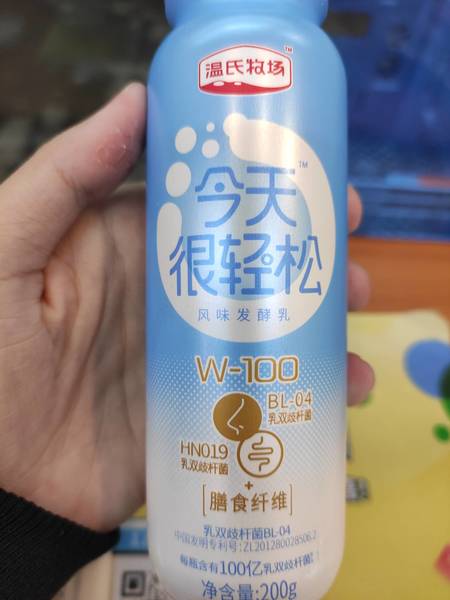 温氏牧场
TM
今天
TM
很轻松
风味发酵乳
W-100
BL-04
乳双歧杆菌
HN019
乳双歧杆菌
+
[膳食纤维]
乳双歧杆菌BL-04
中国发明专利号:ZL201280028506.2
每瓶含有100亿乳双歧杆菌
净含量:200g